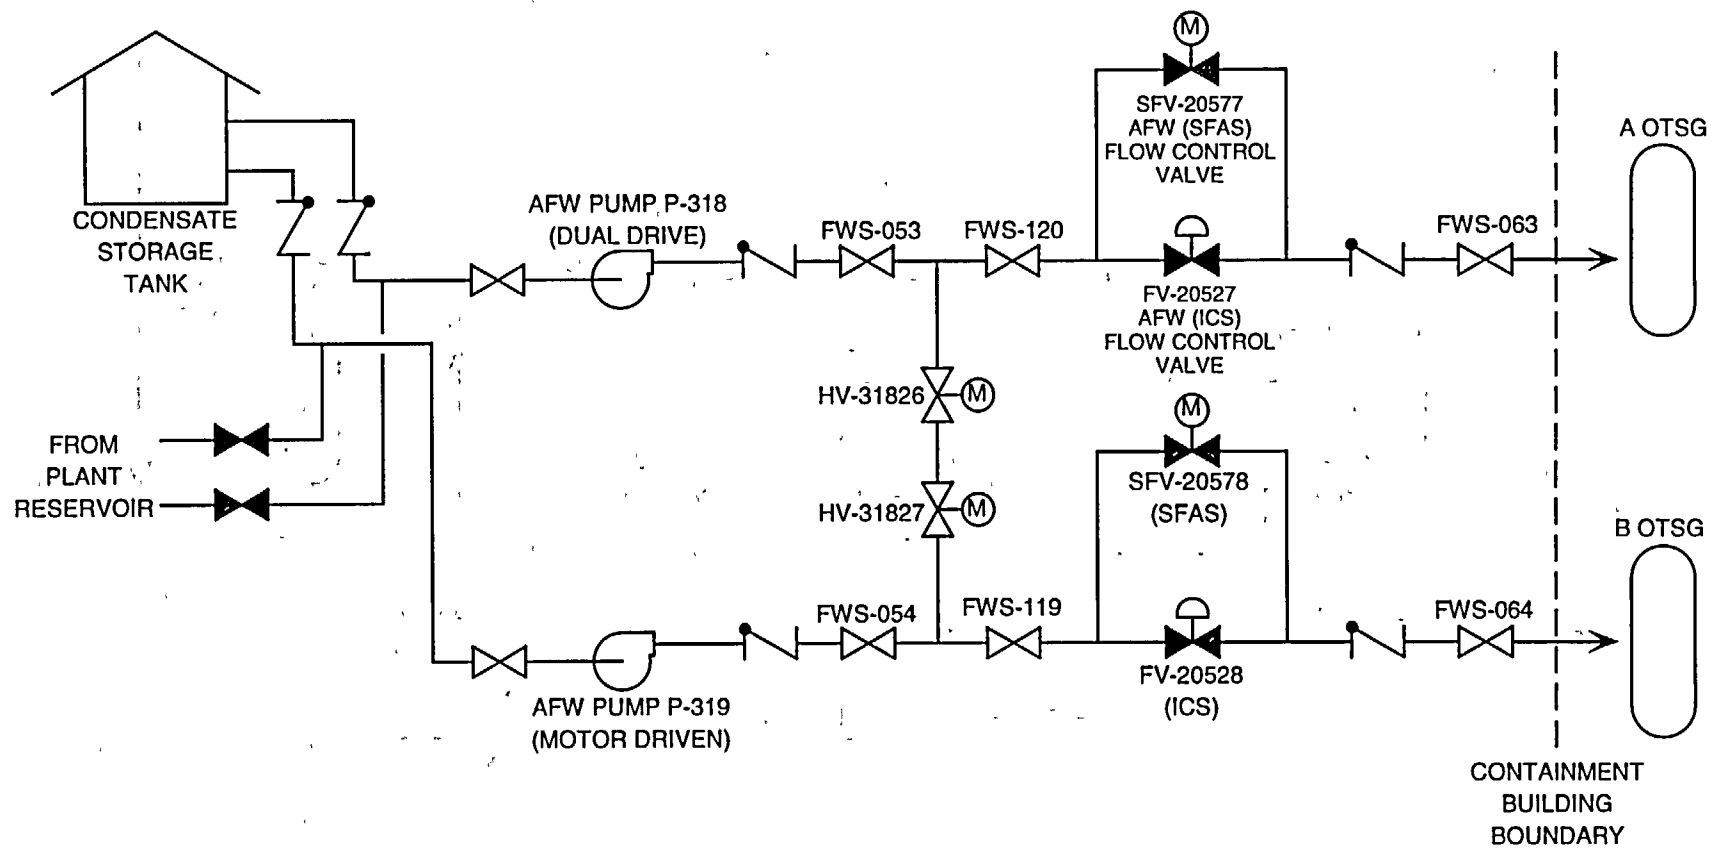 M
SFV-20577
AFW (SFAS)
FLOW CONTROL
VALVE
A OTSG
CONDENSATE
STORAGE
TANK
AFW PUMP P-318
(DUAL DRIVE)
FWS-053
FWS-120
FWS-063
FV-20527
AFW (ICS)
FLOW CONTROL
VALVE
HV-31826
M
M
SFV-20578
(SFAS)
FROM
PLANT
RESERVOIR
HV-31827
M
B OTSG
FWS-054
FWS-119
FWS-064
FV-20528
(ICS)
AFW PUMP P-319
(MOTOR DRIVEN)
CONTAINMENT
BUILDING
BOUNDARY